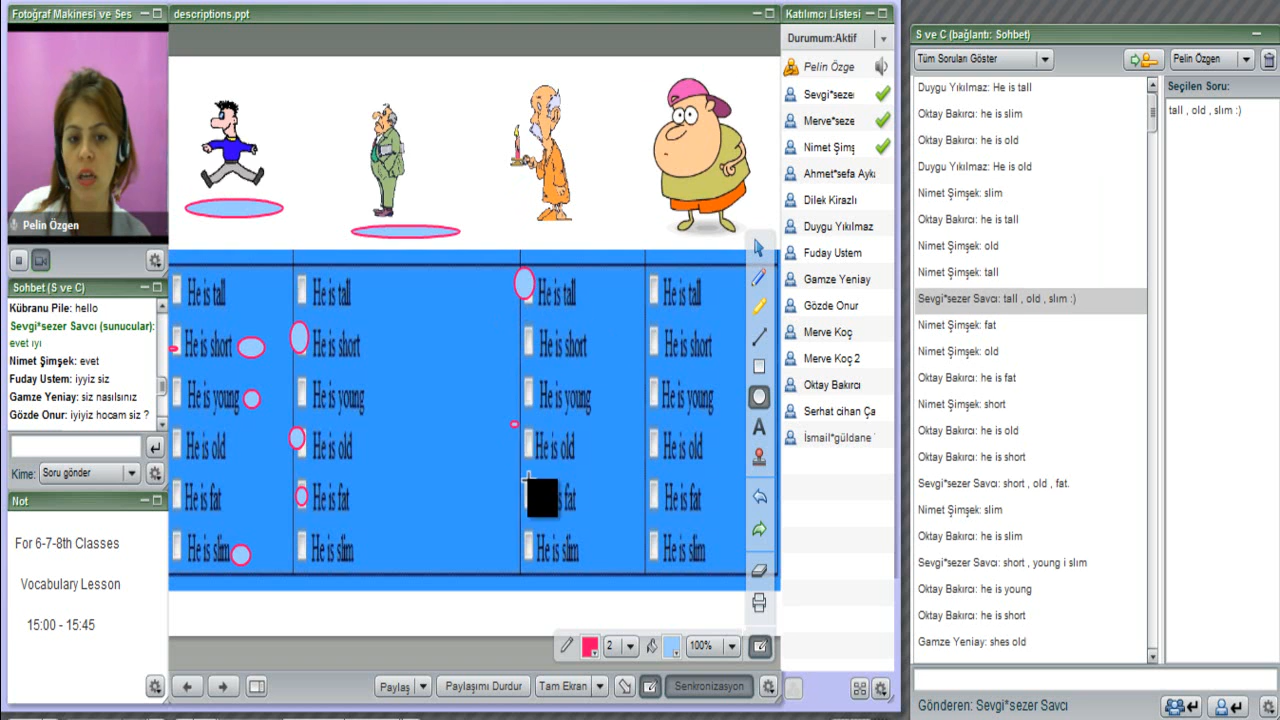 Fotoğraf Makinesi ve Ses
Pelin Özgen
Sohbet (S ve C)
Kübranu Pile: hello
Sevgi*sezer Savcı (sunucular):
evet ıyı
Nimet Şimşek: evet
Fuday Ustem: iyyiz siz
Gamze Yeniay: siz nasılsınız
Gözde Onur: iyiyiz hocam siz ?
Kime:
Soru gönder
Not
For 6-7-8th Classes
Vocabulary Lesson
15:00 - 15:45
descriptions.ppt
He is tall
He is short
He is young
He is old
He is fat
He is slim
He is tall
He is short
He is young
He is old
He is fat
He is slim
He is tall
He is short
He is young
He is old
fat
He is slim
He is tall
He is short
He is young
He is old
He is fat
He is slim
A
2
100%
Paylaş
Paylaşımı Durdur
Tam Ekran
Senkronizasyon
Katılımcı Listesi
Durumum:Aktif
Pelin Özge
Sevgi*sezer
Merve*seze
Nimet Şimş
Ahmet*sefa Ayka
Dilek Kirazlı
Duygu Yıkılmaz
Fuday Ustem
Gamze Yeniay
Gözde Onur
Merve Koç
Merve Koç 2
Oktay Bakırcı
Serhat cihan Ça
İsmail*güldane
S ve C (bağlantı: Sohbet)
Tüm Soruları Göster
Pelin Özgen
Duygu Yıkılmaz: He is tall
Oktay Bakırcı: he is slim
Oktay Bakırcı: he is old
Duygu Yıkılmaz: He is old
Nimet Şimşek: slim
Oktay Bakırcı: he is tall
Nimet Şimşek: old
Nimet Şimşek: tall
Sevgi*sezer Savcı: tall , old , slım :)
Nimet Şimşek: fat
Nimet Şimşek: old
Oktay Bakırcı: he is fat
Nimet Şimşek: short
Oktay Bakırcı: he is old
Oktay Bakırcı: he is short
Sevgi*sezer Savcı: short , old , fat.
Nimet Şimşek: slim
Oktay Bakırcı: he is slim
Sevgi*sezer Savcı: short , young i slım
Oktay Bakırcı: he is young
Oktay Bakırcı: he is short
Gamze Yeniay: shes old
Seçilen Soru:
tall , old , slım :)
Gönderen: Sevgi*sezer Savcı